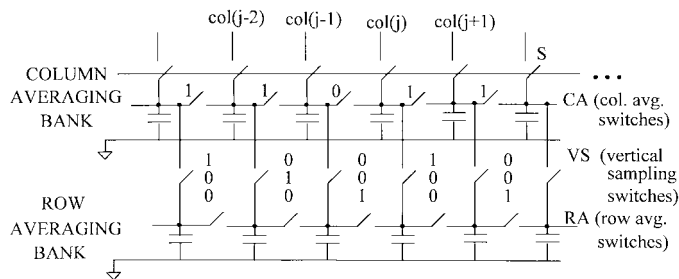 col(j-2) col(j-1) col(j) col(j+1)
S
COLUMN
AVERAGING
BANK
1 1 0 1 1
CA (col. avg.
switches)
1 0 0 1 0
0 1 0 0 0
0 0 1 0 1
VS (vertical
sampling
switches)
ROW
AVERAGING
BANK
RA (row avg.
switches)